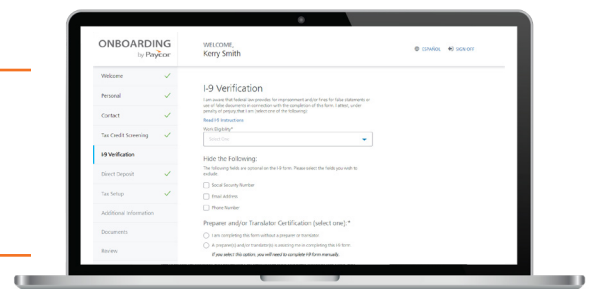 ONBOARDING
by Paycor
WELCOME,
Kerry Smith
ESPAÑOL
SIGN OFF
Welcome
Personal
Contact
Tax Credit Screening
I-9 Verification
Direct Deposit
Tax Setup
Additional Information
Documents
Review
I-9 Verification
I am aware that federal law provides for imprisonment and/or fines for false statements or
use of false documents in connection with the completion of this form. I attest, under
penalty of perjury that I am (select one of the following):
Read I-9 Instructions
Work Eligibility*
Select One
Hide the Following:
The following fields are optional on the I-9 form. Please select the fields you wish to
exclude.
Social Security Number
Email address
Phone Number
Preparer and/or Translator Certification (select one):*
I am completing this form without a preparer or translator.
A preparer(s) and/or translator(s) is assisting me in completing the I-9 form
If you select this option, you will need to complete I-9 form manually.